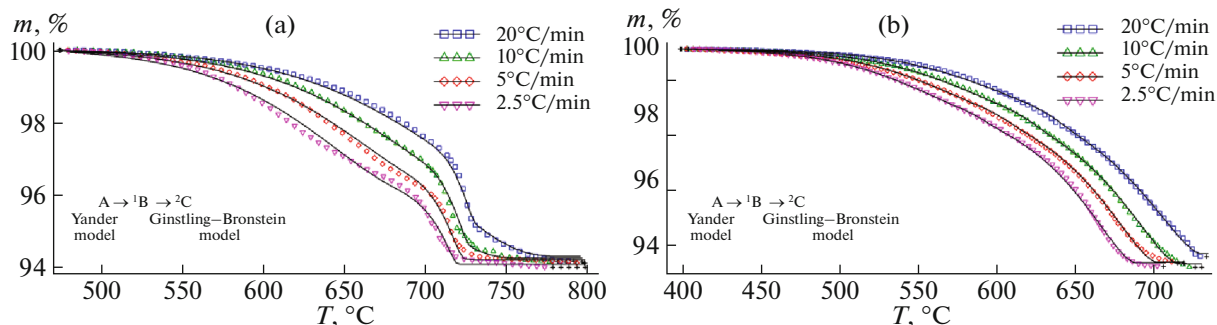 m, %
(a)
20°C/min
10°C/min
5°C/min
2.5°C/min
100
98
96
94
A → ¹B → ²C
Yander Ginstling–Bronstein
model model
500 550 600 650 700 750 800
T, °C
m, %
(b)
20°C/min
10°C/min
5°C/min
2.5°C/min
100
98
96
94
A → ¹B → ²C
Yander Ginstling–Bronstein
model model
400 450 500 550 600 650 700
T, °C